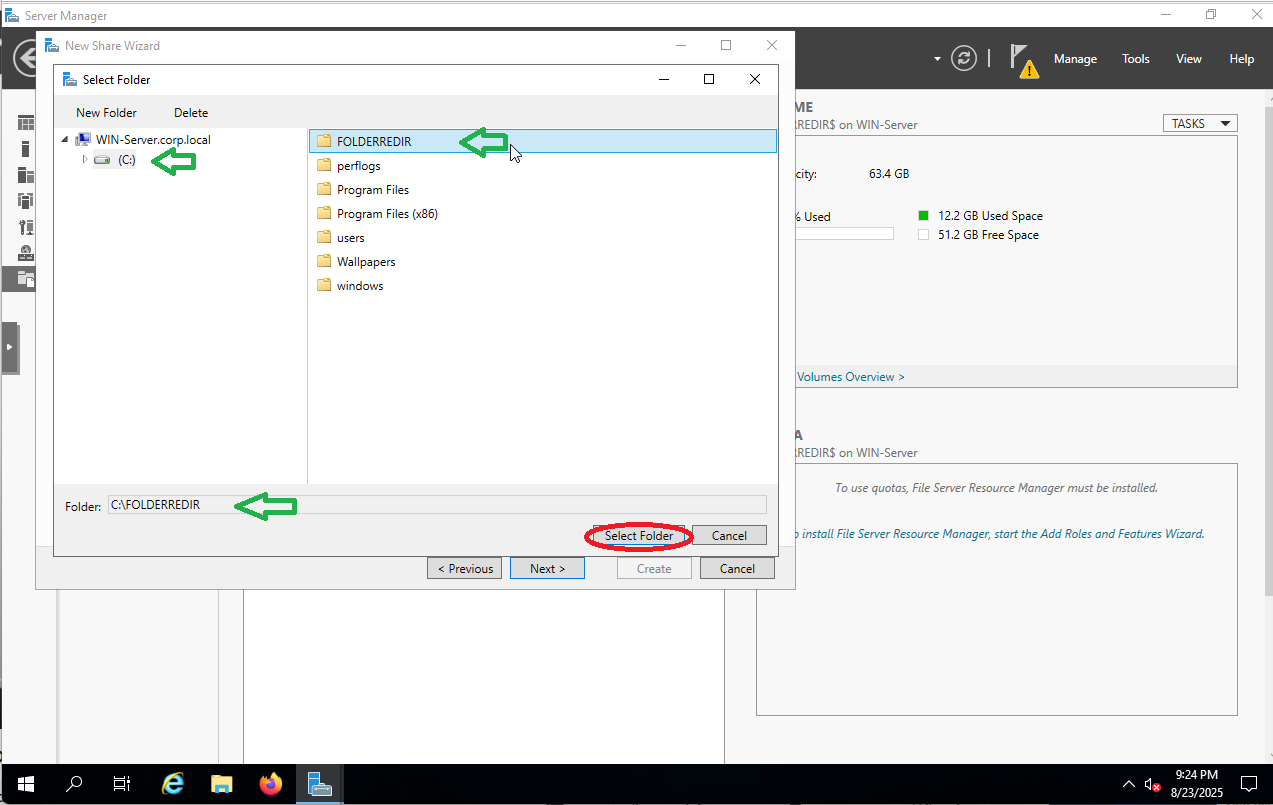 Server Manager
New Share Wizard
Select Folder
Manage Tools View Help
New Folder Delete
WIN-Server.corp.local
(C:)
FOLDERREDIR
perflogs
Program Files
Program Files (x86)
users
Wallpapers
windows
ME
RREDIR$ on WIN-Server
TASKS
city: 63.4 GB
% Used
12.2 GB Used Space
51.2 GB Free Space
Volumes Overview >
A
RREDIR$ on WIN-Server
To use quotas, File Server Resource Manager must be installed.
o install File Server Resource Manager, start the Add Roles and Features Wizard.
Folder: C:\FOLDERREDIR
Select Folder Cancel
< Previous Next > Create Cancel
9:24 PM
8/23/2025